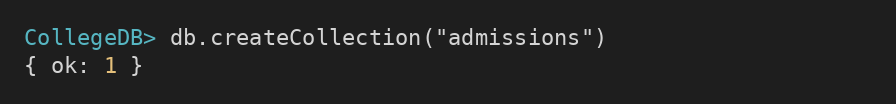 CollegeDB> db.createCollection("admissions")
{ ok: 1 }